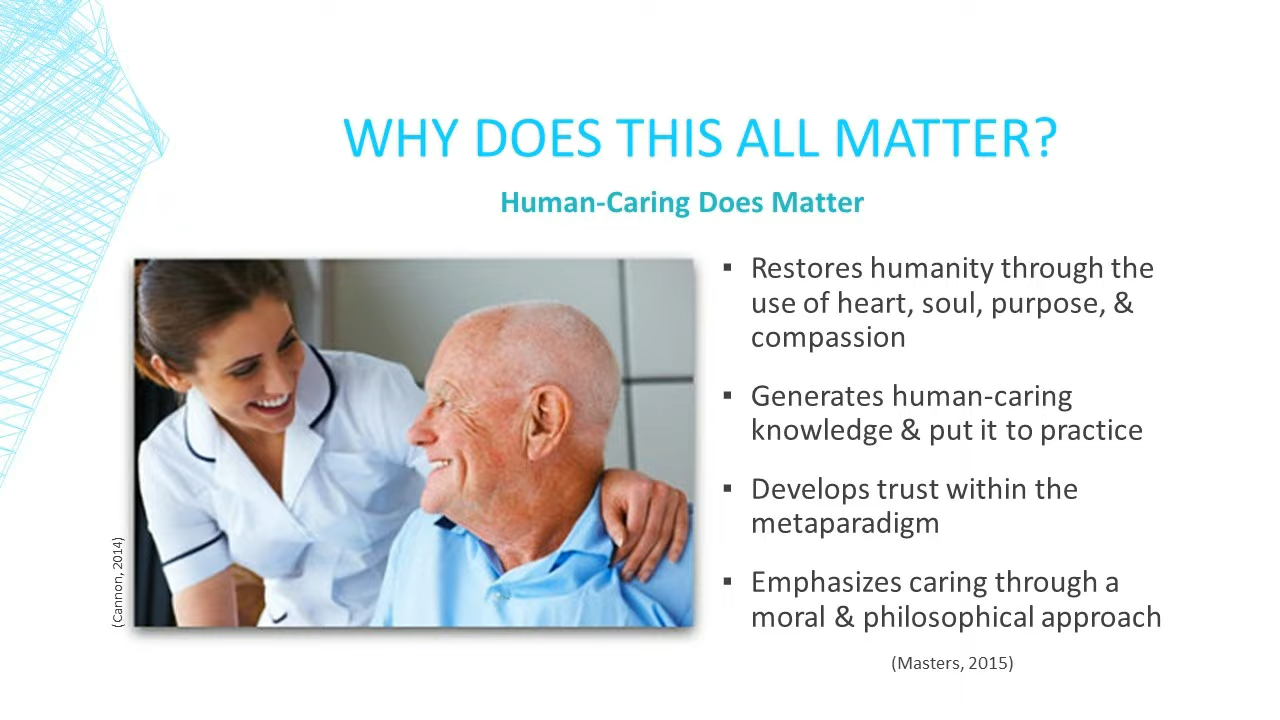 WHY DOES THIS ALL MATTER?
Human-Caring Does Matter
▪ Restores humanity through the
use of heart, soul, purpose, &
compassion
▪ Generates human-caring
knowledge & put it to practice
▪ Develops trust within the
metaparadigm
▪ Emphasizes caring through a
moral & philosophical approach
(Masters, 2015)
(Cannon, 2014)